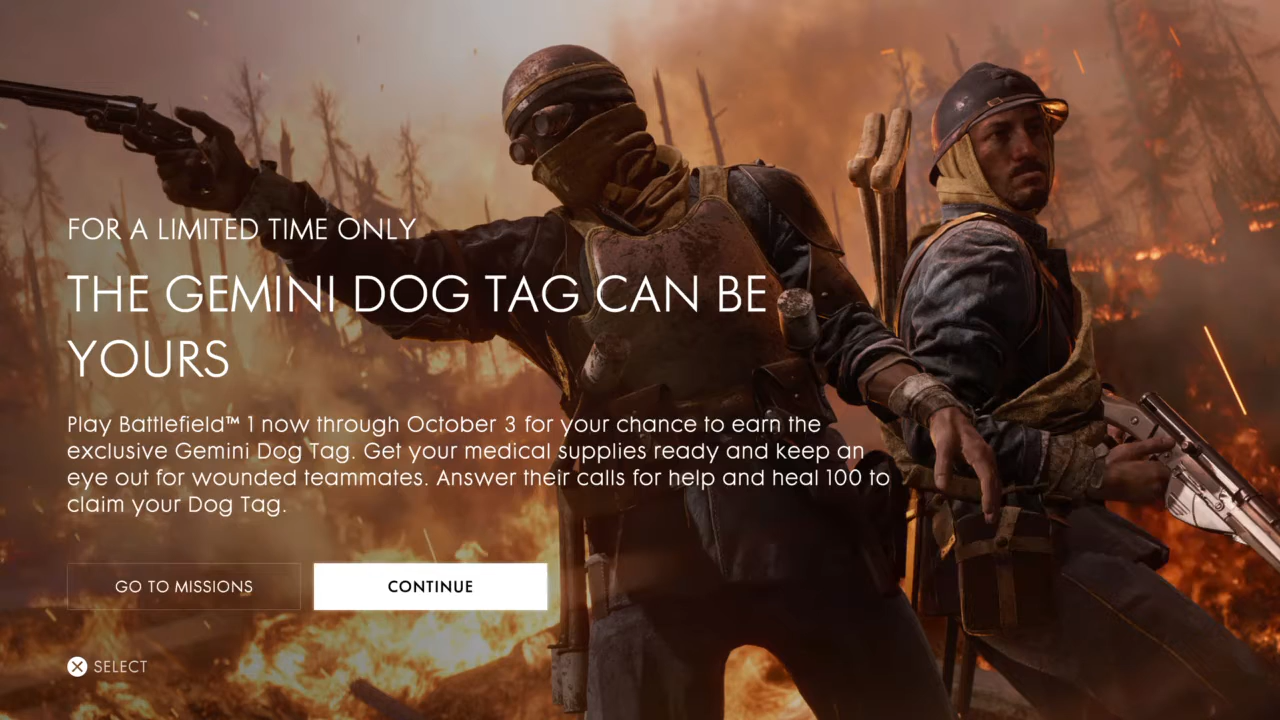 FOR A LIMITED TIME ONLY
THE GEMINI DOG TAG CAN BE
YOURS
Play Battlefield™ 1 now through October 3 for your chance to earn the
exclusive Gemini Dog Tag. Get your medical supplies ready and keep an
eye out for wounded teammates. Answer their calls for help and heal 100 to
claim your Dog Tag.
GO TO MISSIONS
CONTINUE
SELECT